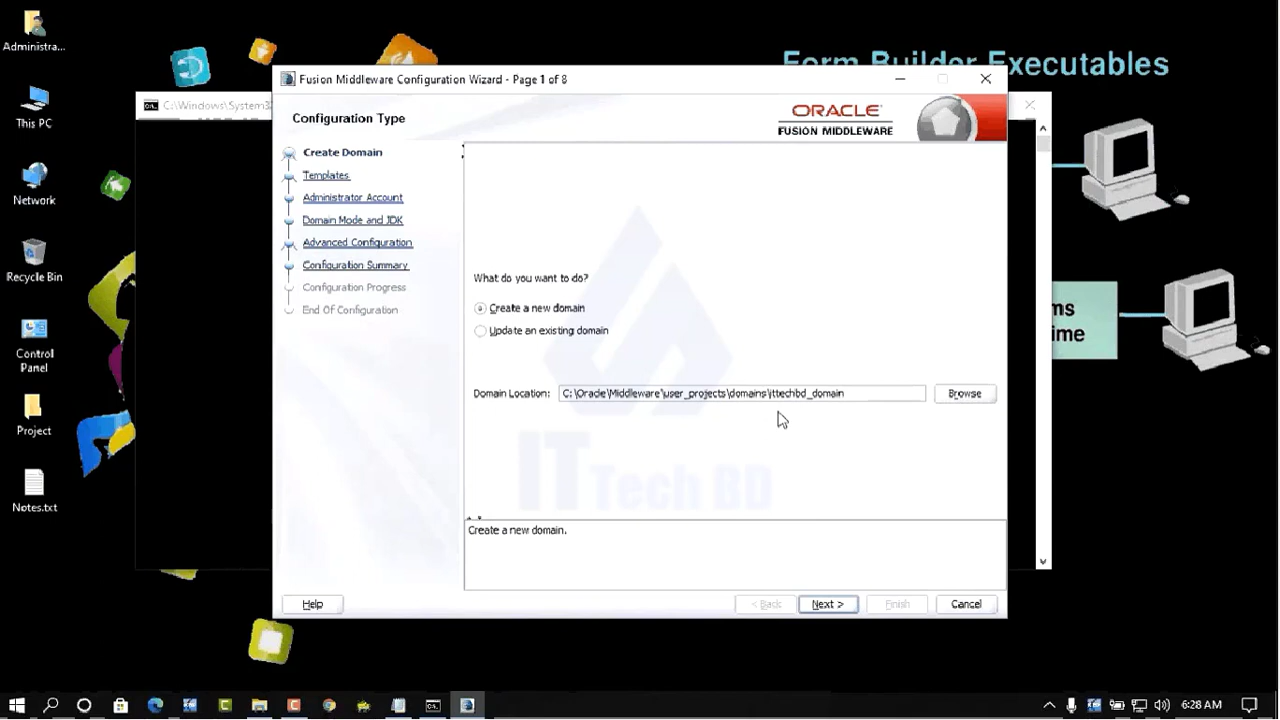 Administra...
This PC
Network
Recycle Bin
Control
Panel
Project
Notes.txt
Form Builder Executables
C:\Windows\System3
Fusion Middleware Configuration Wizard - Page 1 of 8
Configuration Type
ORACLE
FUSION MIDDLEWARE
Create Domain
Templates
Administrator Account
Domain Mode and JDK
Advanced Configuration
Configuration Summary
Configuration Progress
End Of Configuration
What do you want to do?
Create a new domain
Update an existing domain
Domain Location: C:\Oracle\Middleware\user_projects\domains\ittechbd_domain Browse
IT Tech BD
Create a new domain.
Help < Back Next > Finish Cancel
ms
ime
6:28 AM